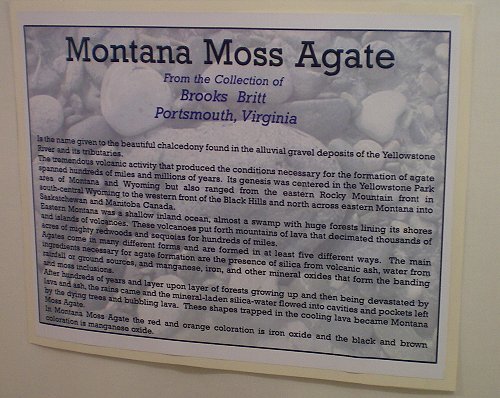 Montana Moss Agate
From the Collection of
Brooks Britt
Portsmouth, Virginia
Is the name given to the beautiful chalcedony found in the alluvial gravel deposits of the Yellowstone
River and its tributaries.
The tremendous volcanic activity that produced the conditions necessary for the formation of agate
spanned hundreds of miles and millions of years. Its genesis was centered in the Yellowstone Park
area of Montana and Wyoming but also ranged from the eastern Rocky Mountain front in
south-central Wyoming to the western front of the Black Hills and north across eastern Montana into
Saskatchewan and Manitoba Canada.
Eastern Montana was a shallow inland ocean, almost a swamp with huge forests lining its shores
and islands of volcanoes. These volcanoes put forth mountains of lava that decimated thousands of
acres of mighty redwoods and sequioias for hundreds of miles.
Agates come in many different forms and are formed in at least five different ways. The main
ingredients necessary for agate formation are the presence of silica from volcanic ash, water from
rainfall or ground sources, and manganese, iron, and other mineral oxides that form the banding
and moss inclusions.
After hundreds of years and layer upon layer of forests growing up and then being devastated by
lava and ash, the rains came and the mineral-laden silica-water flowed into cavities and pockets left
by the dying trees and bubbling lava. These shapes trapped in the cooling lava became Montana
Moss Agate.
In Montana Moss Agate the red and orange coloration is iron oxide and the black and brown
coloration is manganese oxide.